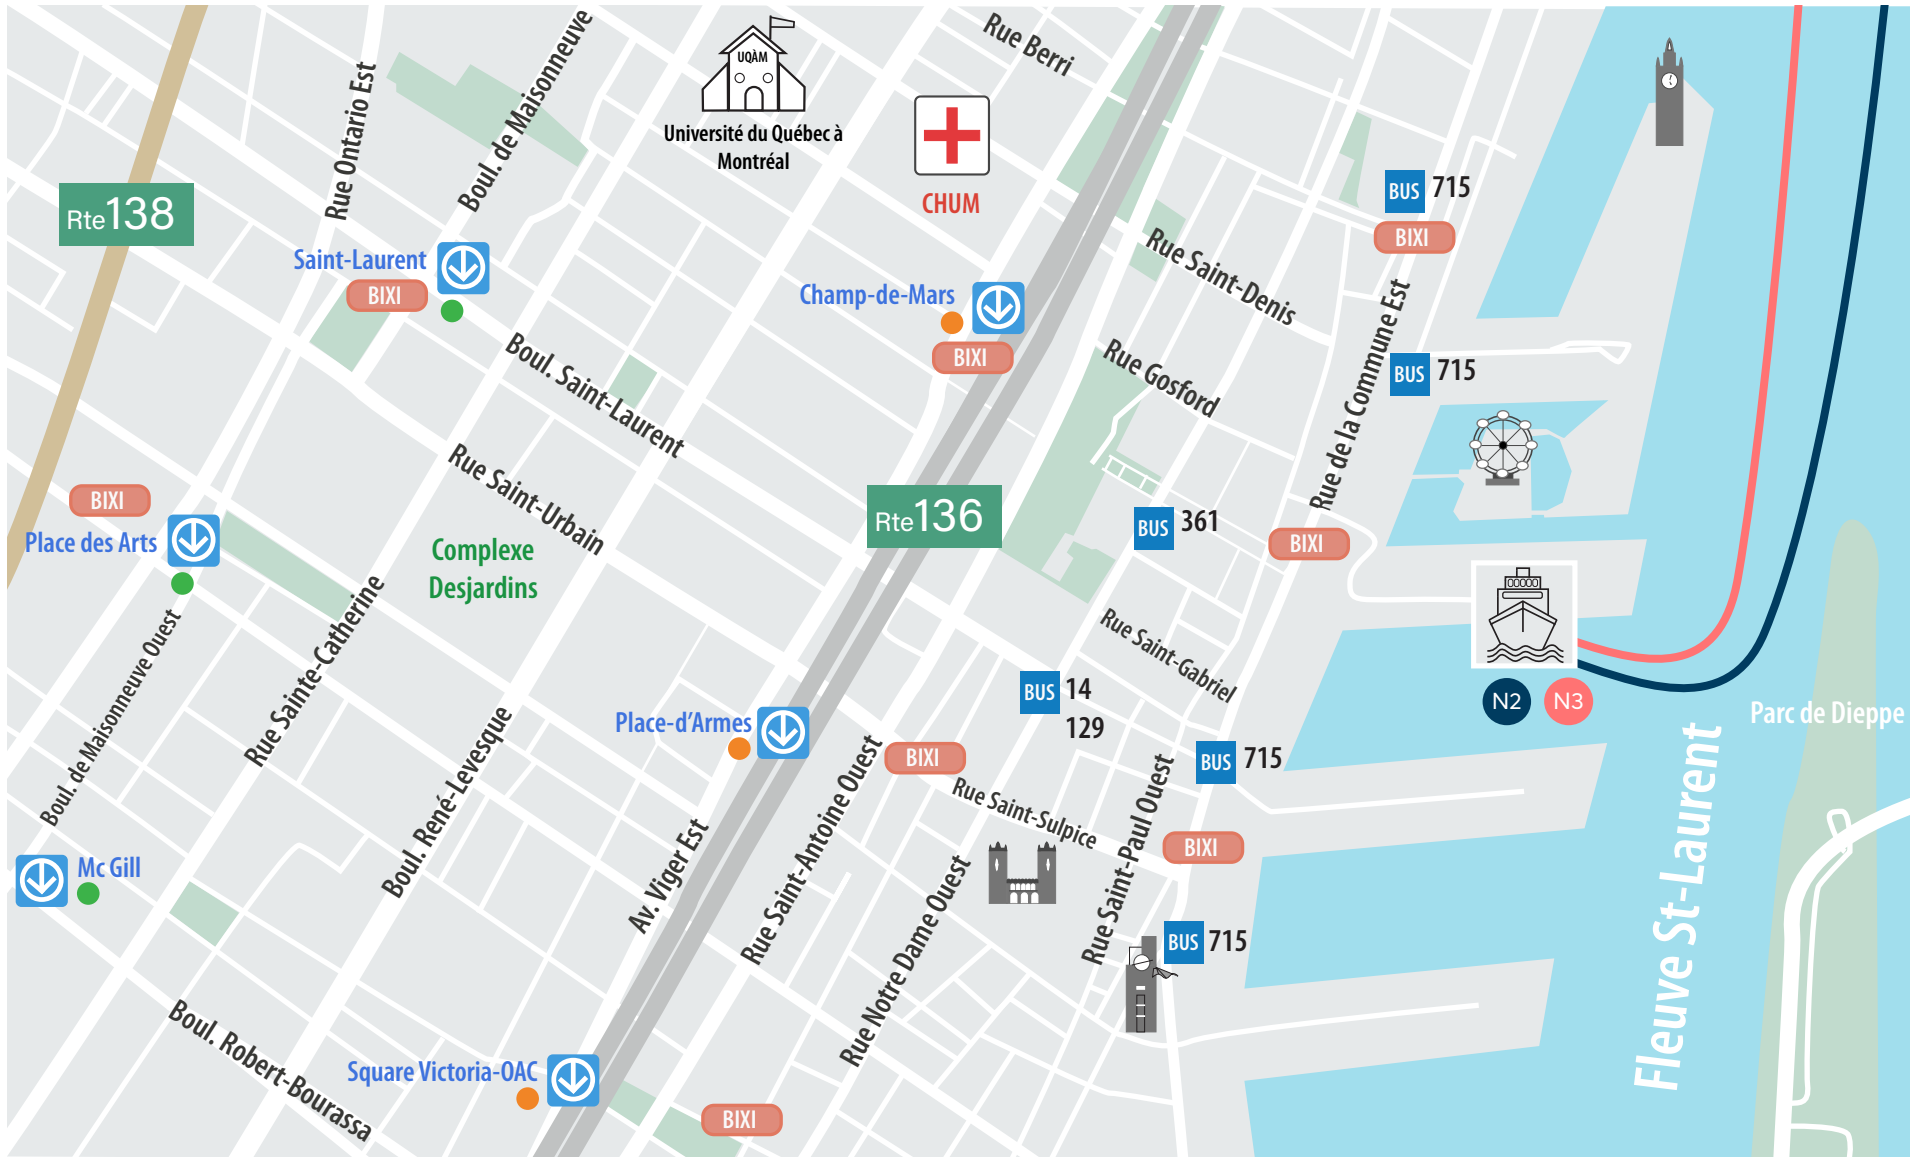 Rue Berri
UQÀM
Université du Québec à
Montréal
CHUM
Rue Ontario Est
Boul. de Maisonneuve
Rte138
BUS 715
BIXI
Saint-Laurent
BIXI
Champ-de-Mars
BIXI
Rue Saint-Denis
Rue Gosford
Rue de la Commune Est
BUS 715
Boul. Saint-Laurent
Rue Saint-Urbain
BIXI
Place des Arts
Complexe
Desjardins
Rte136
BUS 361
BIXI
Boul. de Maisonneuve Ouest
Rue Sainte-Catherine
Rue Saint-Gabriel
BUS 14
129
N2
N3
Parc de Dieppe
Place-d'Armes
BIXI
BUS 715
Boul. René-Levesque
Av. Viger Est
Rue Saint-Antoine Ouest
Rue Saint-Sulpice
Rue Saint-Paul Ouest
BIXI
Mc Gill
Rue Notre Dame Ouest
BUS 715
Fleuve St-Laurent
Boul. Robert-Bourassa
Square Victoria-OAC
BIXI